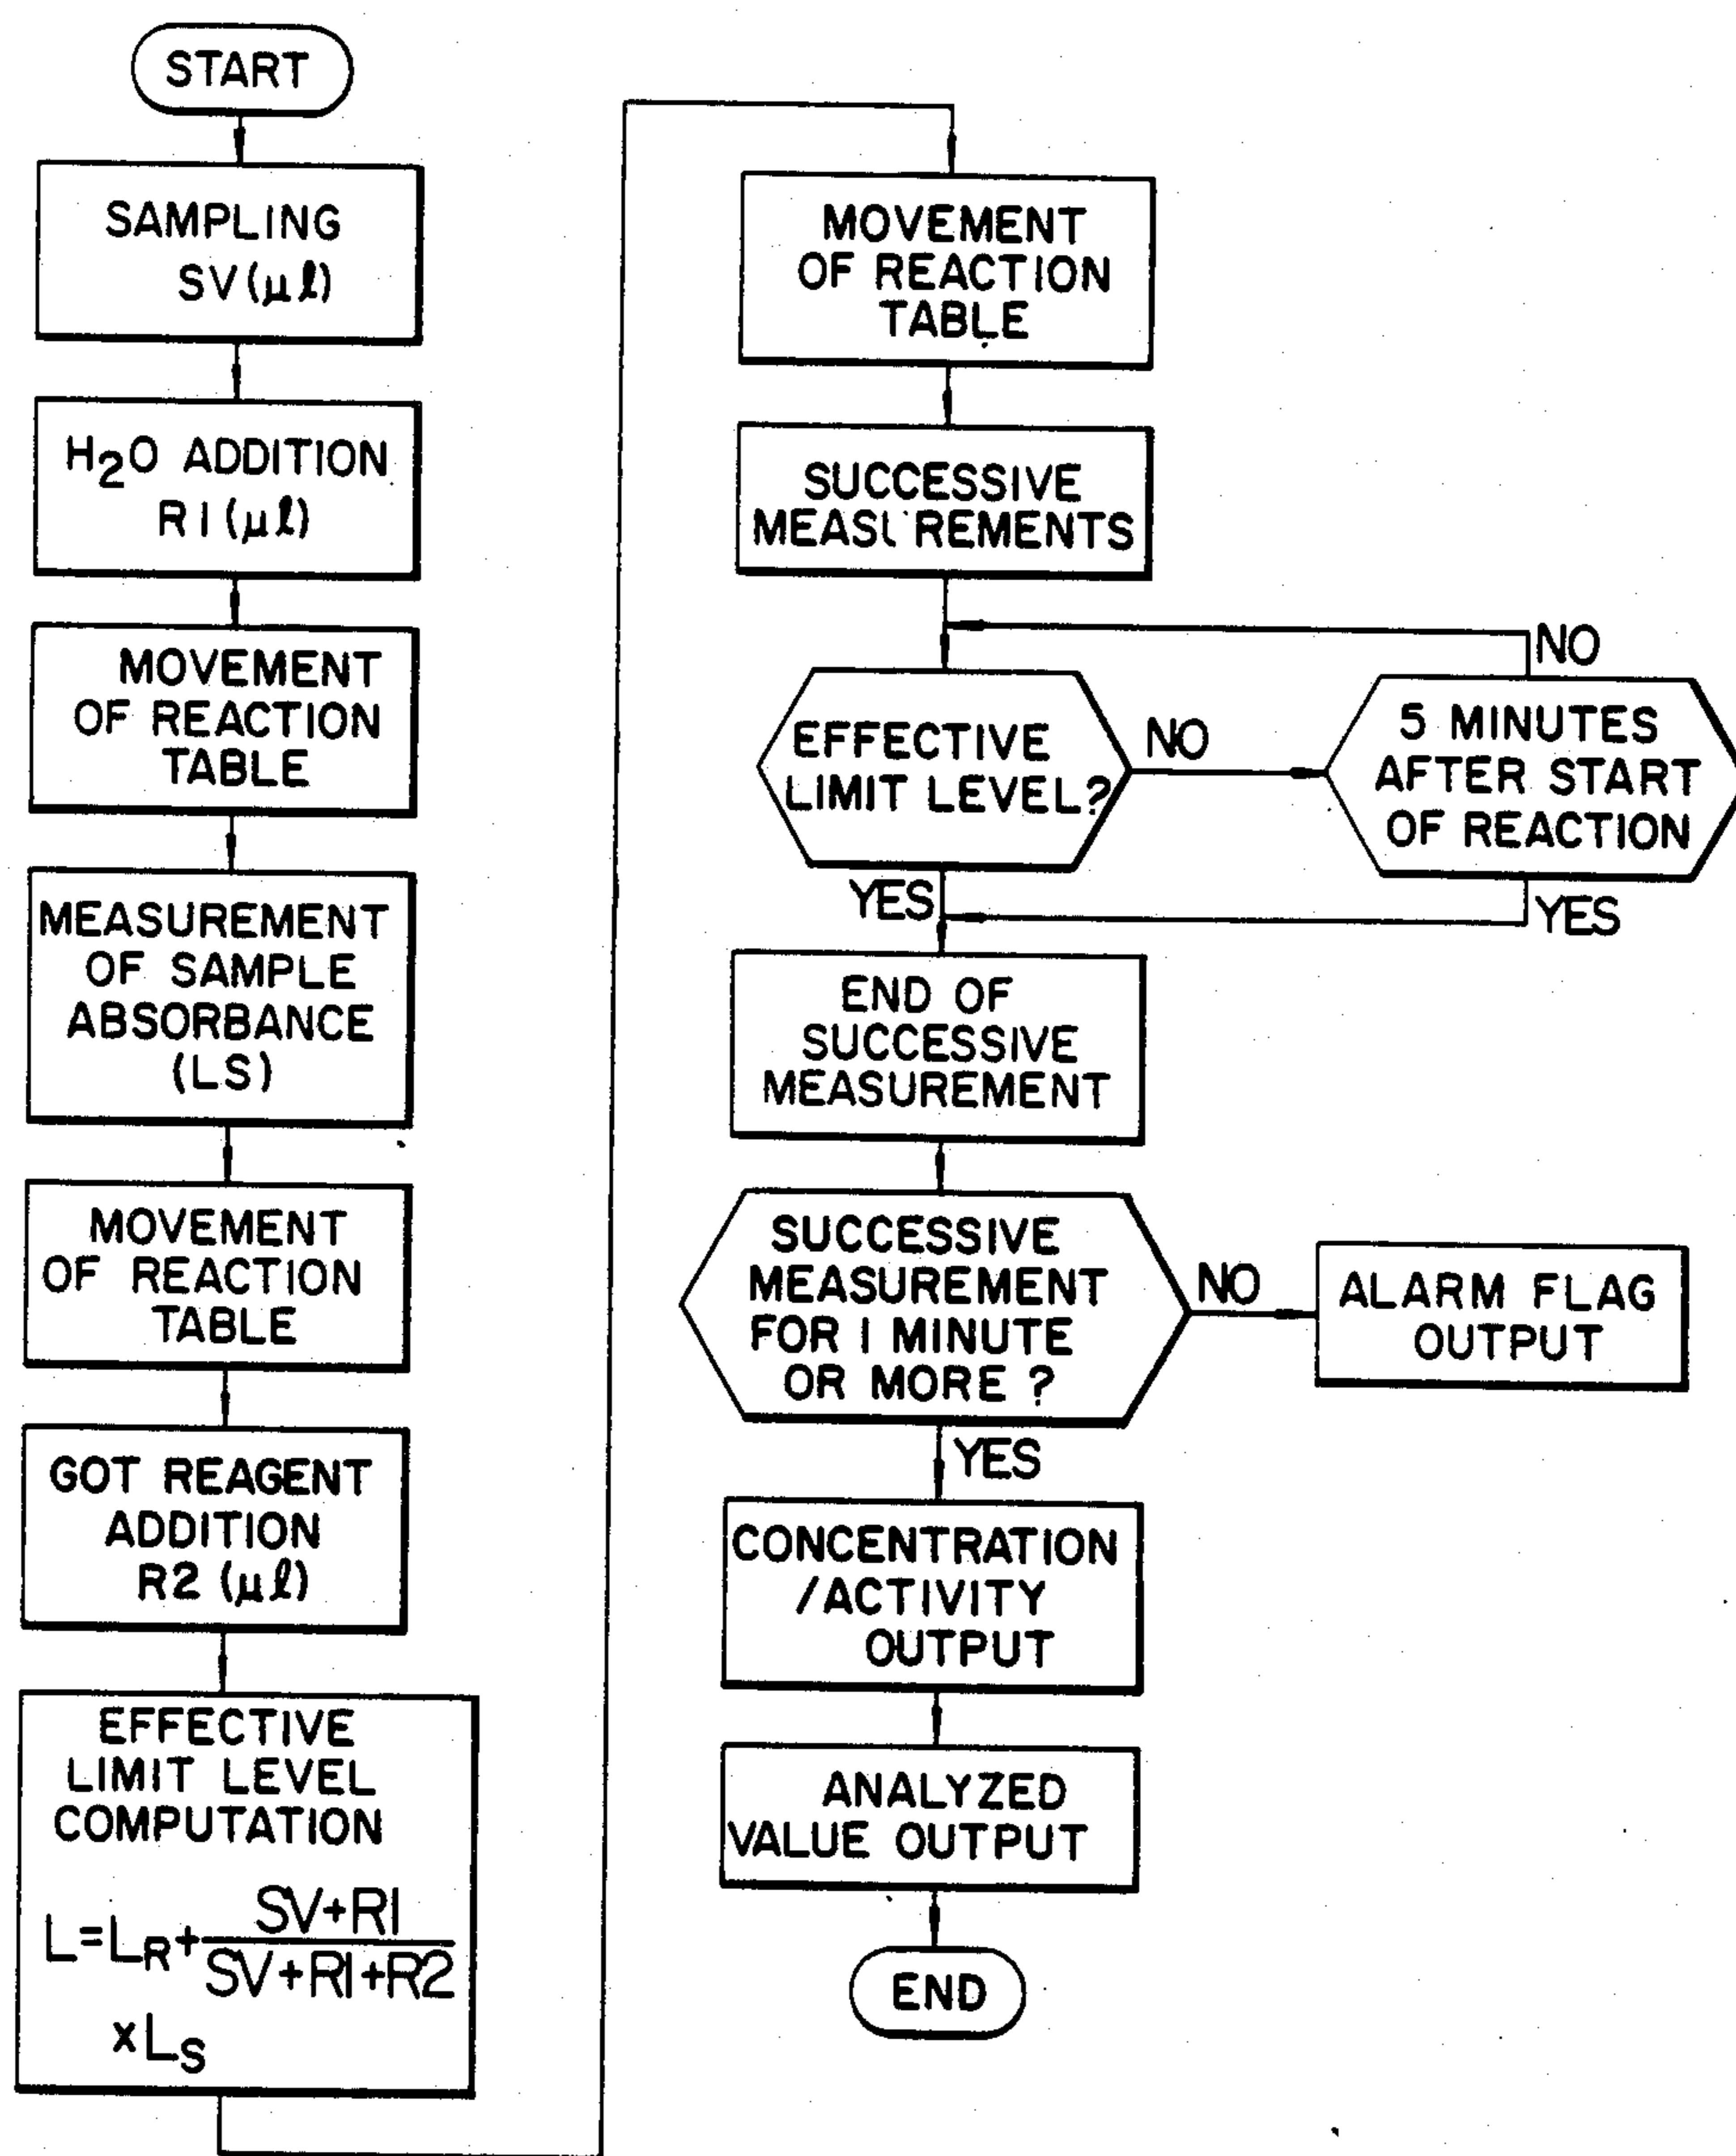 START
SAMPLING
SV(μℓ)
H₂O ADDITION
R1(μℓ)
MOVEMENT
OF REACTION
TABLE
MEASUREMENT
OF SAMPLE
ABSORBANCE
(LS)
MOVEMENT
OF REACTION
TABLE
GOT REAGENT
ADDITION
R2 (μℓ)
EFFECTIVE
LIMIT LEVEL
COMPUTATION
L=L_R+(SV+R1)/(SV+R1+R2)
×L_S
MOVEMENT
OF REACTION
TABLE
SUCCESSIVE
MEASUREMENTS
EFFECTIVE
LIMIT LEVEL?
NO
YES
5 MINUTES
AFTER START
OF REACTION
NO
YES
END OF
SUCCESSIVE
MEASUREMENT
SUCCESSIVE
MEASUREMENT
FOR 1 MINUTE
OR MORE ?
NO
ALARM FLAG
OUTPUT
YES
CONCENTRATION
/ACTIVITY
OUTPUT
ANALYZED
VALUE OUTPUT
END